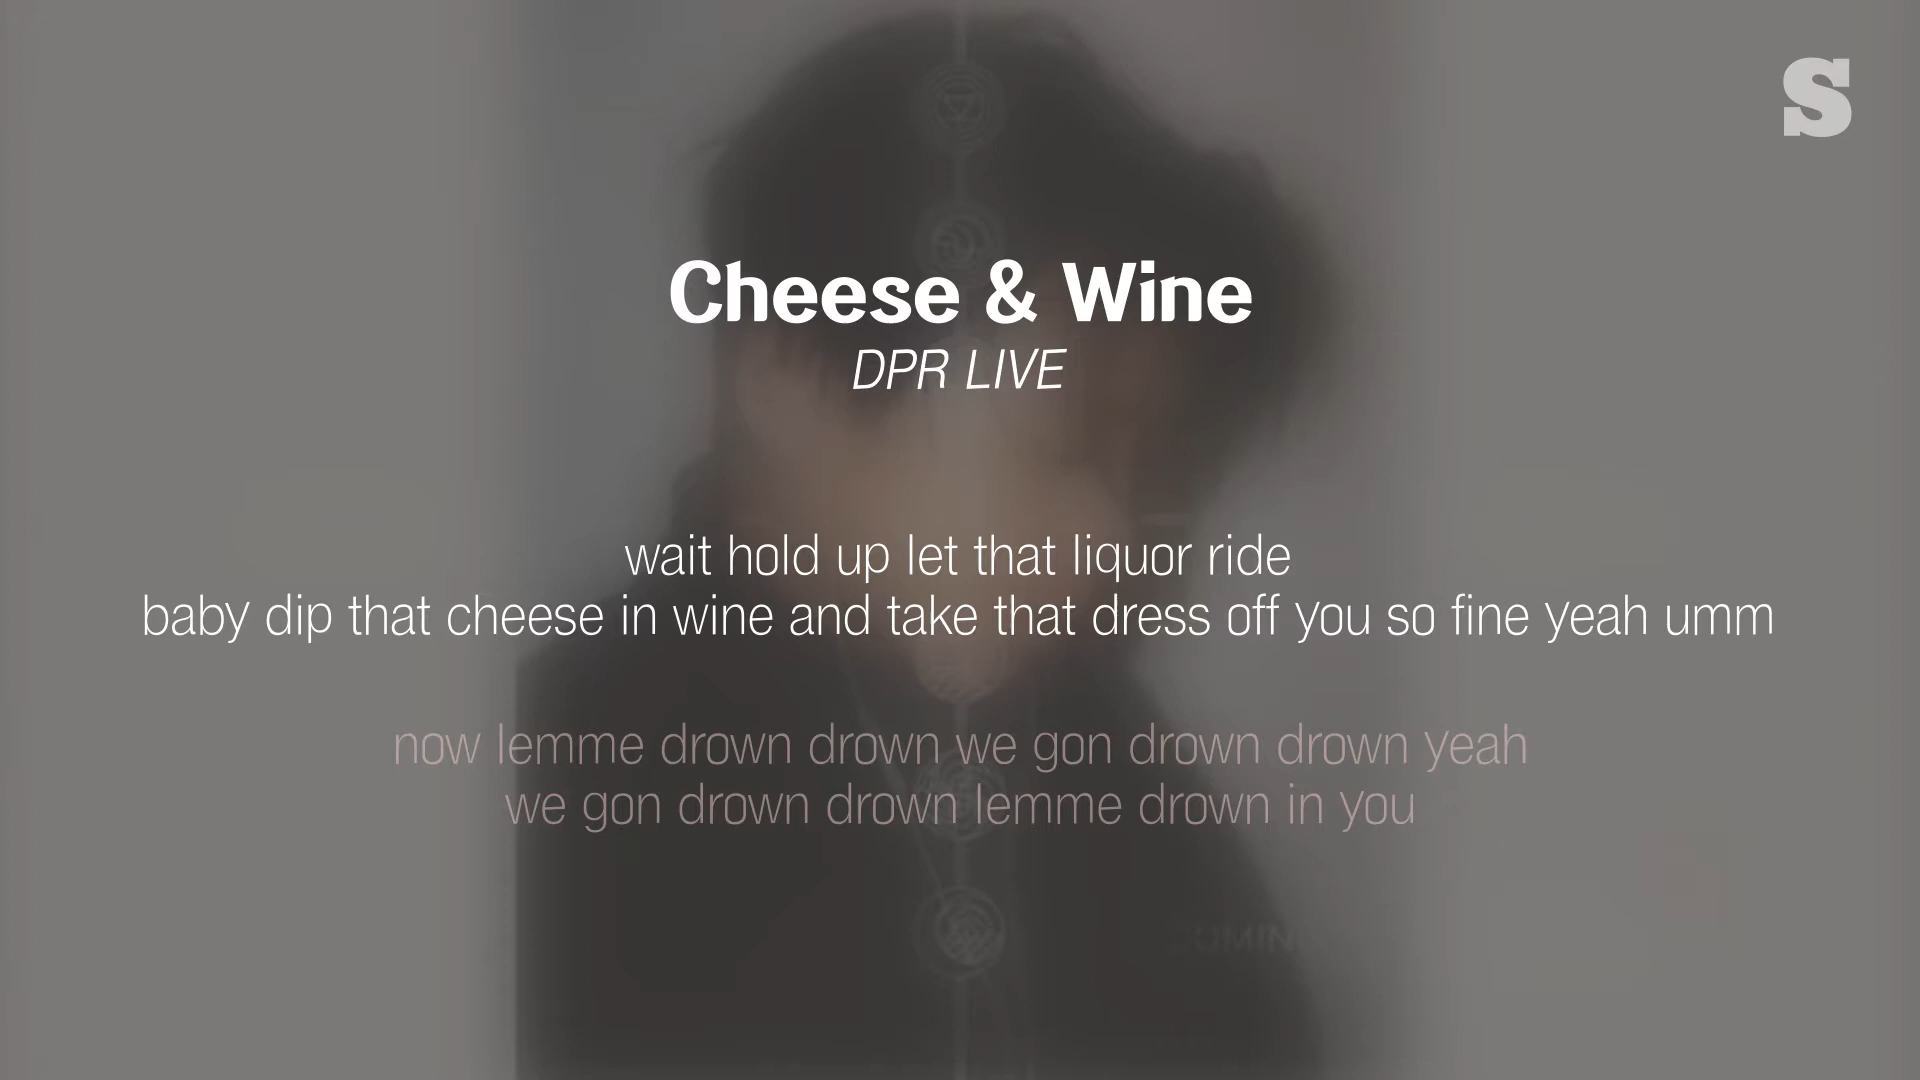 S
Cheese & Wine
DPR LIVE
wait hold up let that liquor ride
baby dip that cheese in wine and take that dress off you so fine yeah umm
now lemme drown drown we gon drown drown yeah
we gon drown drown lemme drown in you